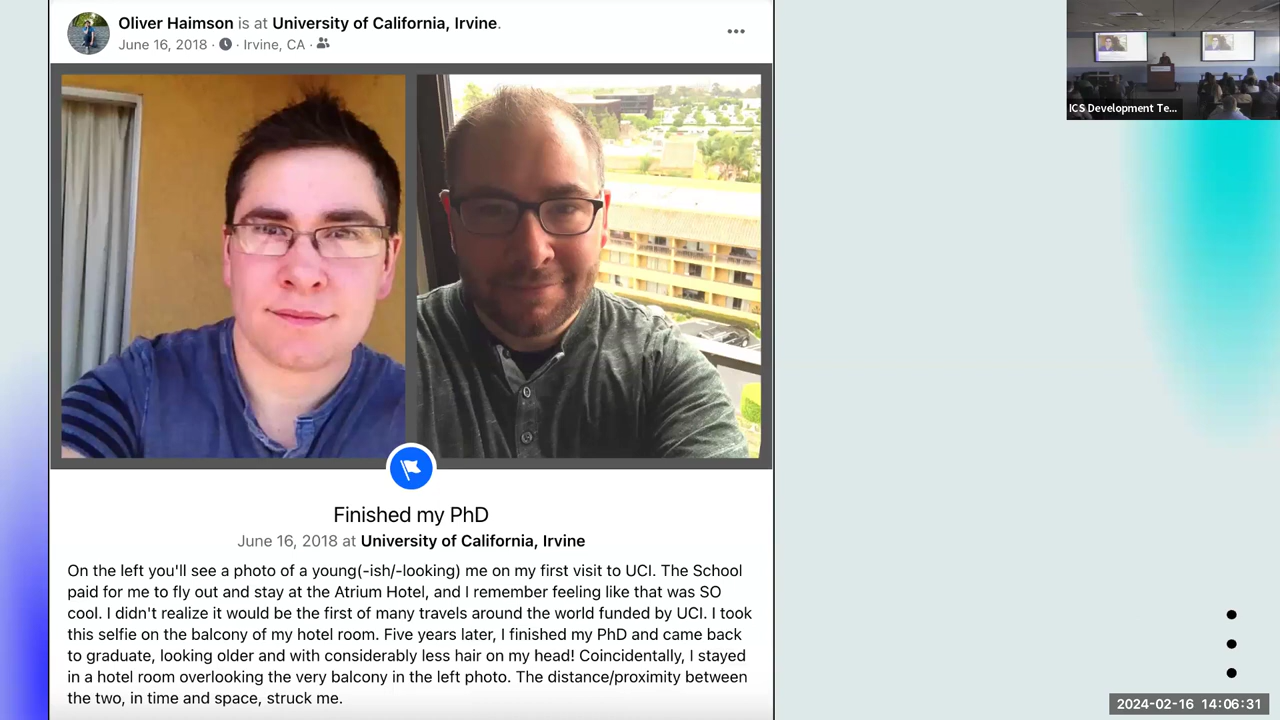 Oliver Haimson is at University of California, Irvine.
June 16, 2018 · Irvine, CA ·
ICS Development Te...
Finished my PhD
June 16, 2018 at University of California, Irvine
On the left you'll see a photo of a young(-ish/-looking) me on my first visit to UCI. The School
paid for me to fly out and stay at the Atrium Hotel, and I remember feeling like that was SO
cool. I didn't realize it would be the first of many travels around the world funded by UCI. I took
this selfie on the balcony of my hotel room. Five years later, I finished my PhD and came back
to graduate, looking older and with considerably less hair on my head! Coincidentally, I stayed
in a hotel room overlooking the very balcony in the left photo. The distance/proximity between
the two, in time and space, struck me.
2024-02-16 14:06:31